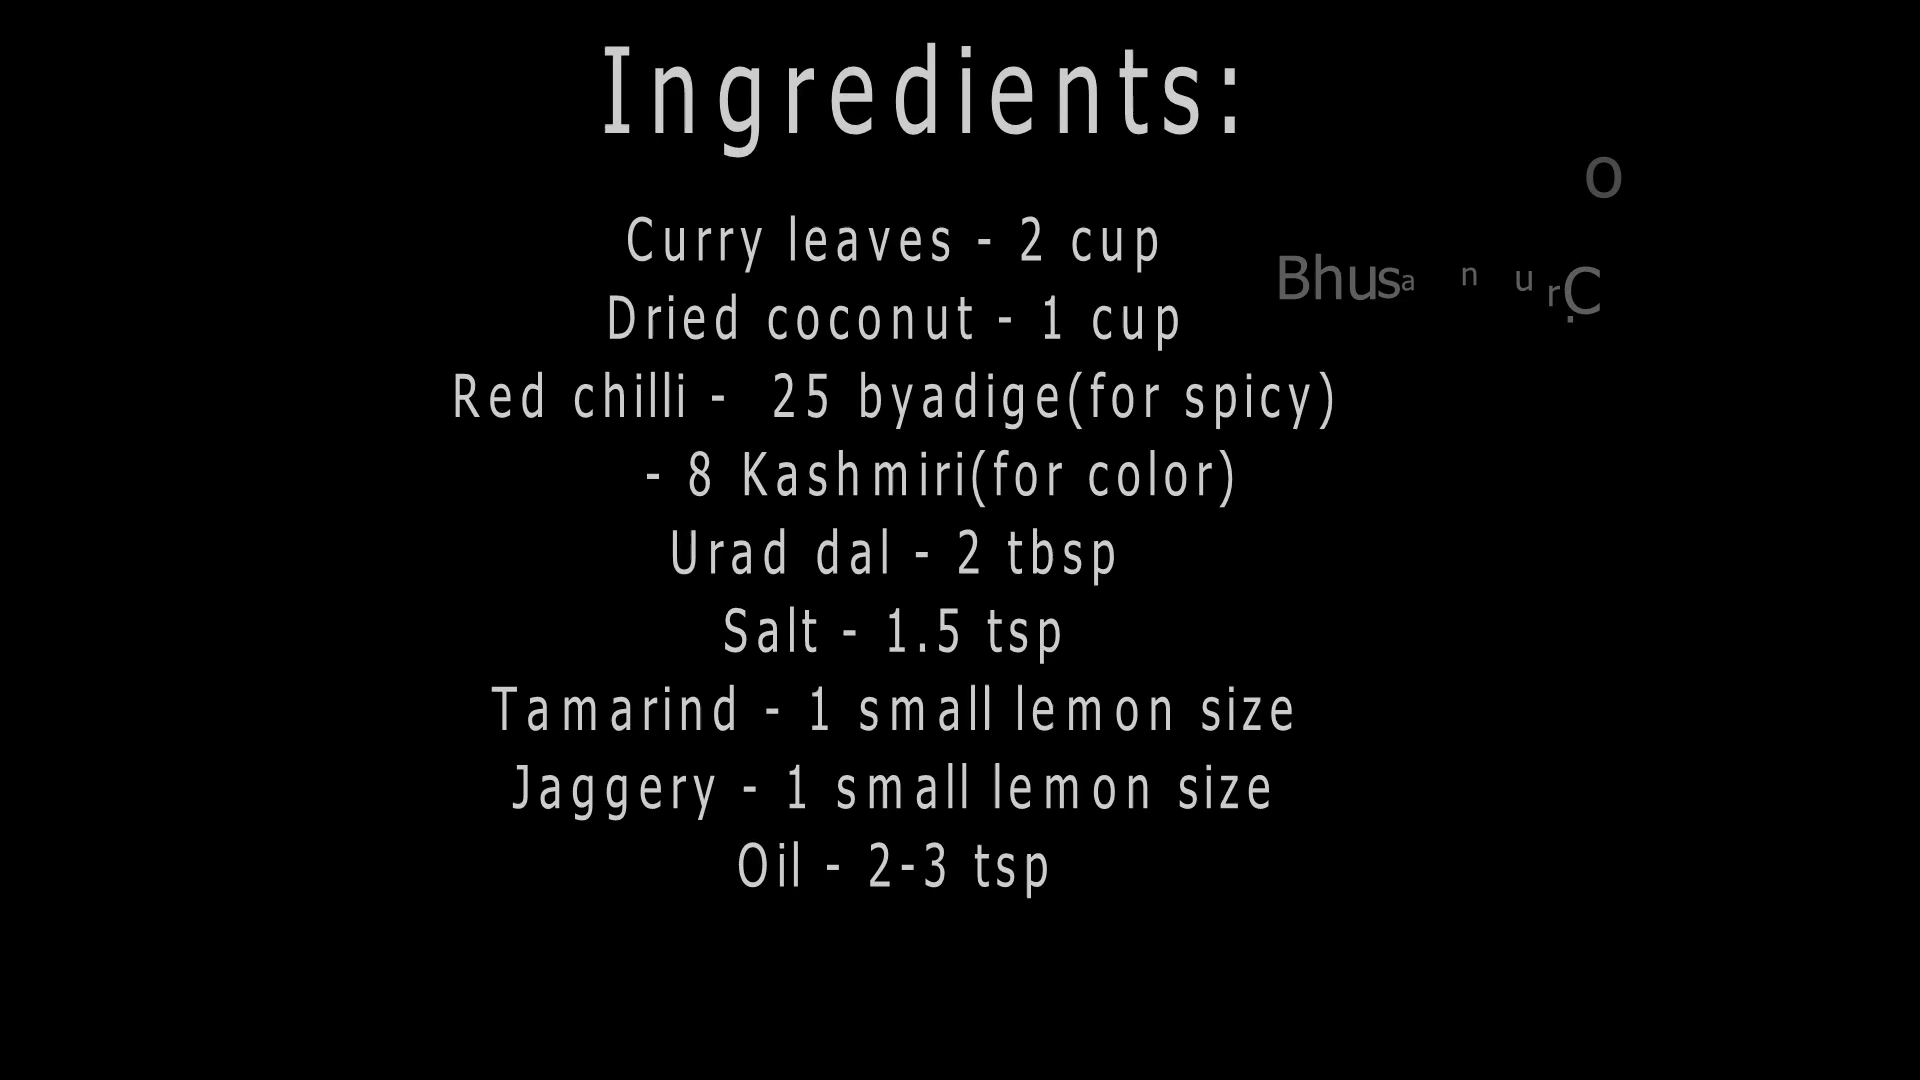 Ingredients:
Curry leaves - 2 cup
Dried coconut - 1 cup
Red chilli - 25 byadige(for spicy)
- 8 Kashmiri(for color)
Urad dal - 2 tbsp
Salt - 1.5 tsp
Tamarind - 1 small lemon size
Jaggery - 1 small lemon size
Oil - 2-3 tsp